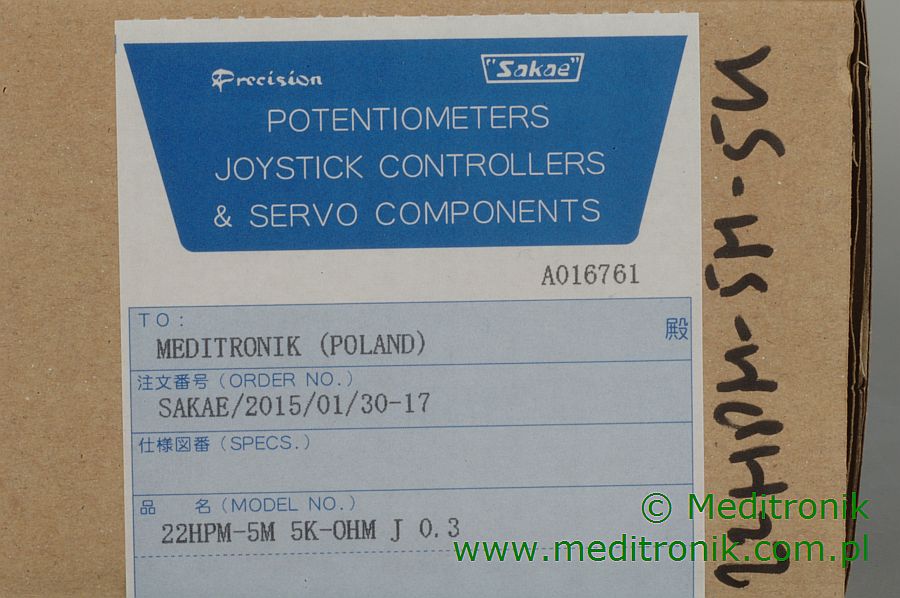 Precision "Sakae"
POTENTIOMETERS
JOYSTICK CONTROLLERS
& SERVO COMPONENTS
A016761
TO:
MEDITRONIK (POLAND) 殿
注文番号 (ORDER NO.)
SAKAE/2015/01/30-17
仕様図番 (SPECS.)
品 名 (MODEL NO.)
22HPM-5M 5K-OHM J 0.3
22HPM-5M-5K
© Meditronik
www.meditronik.com.pl